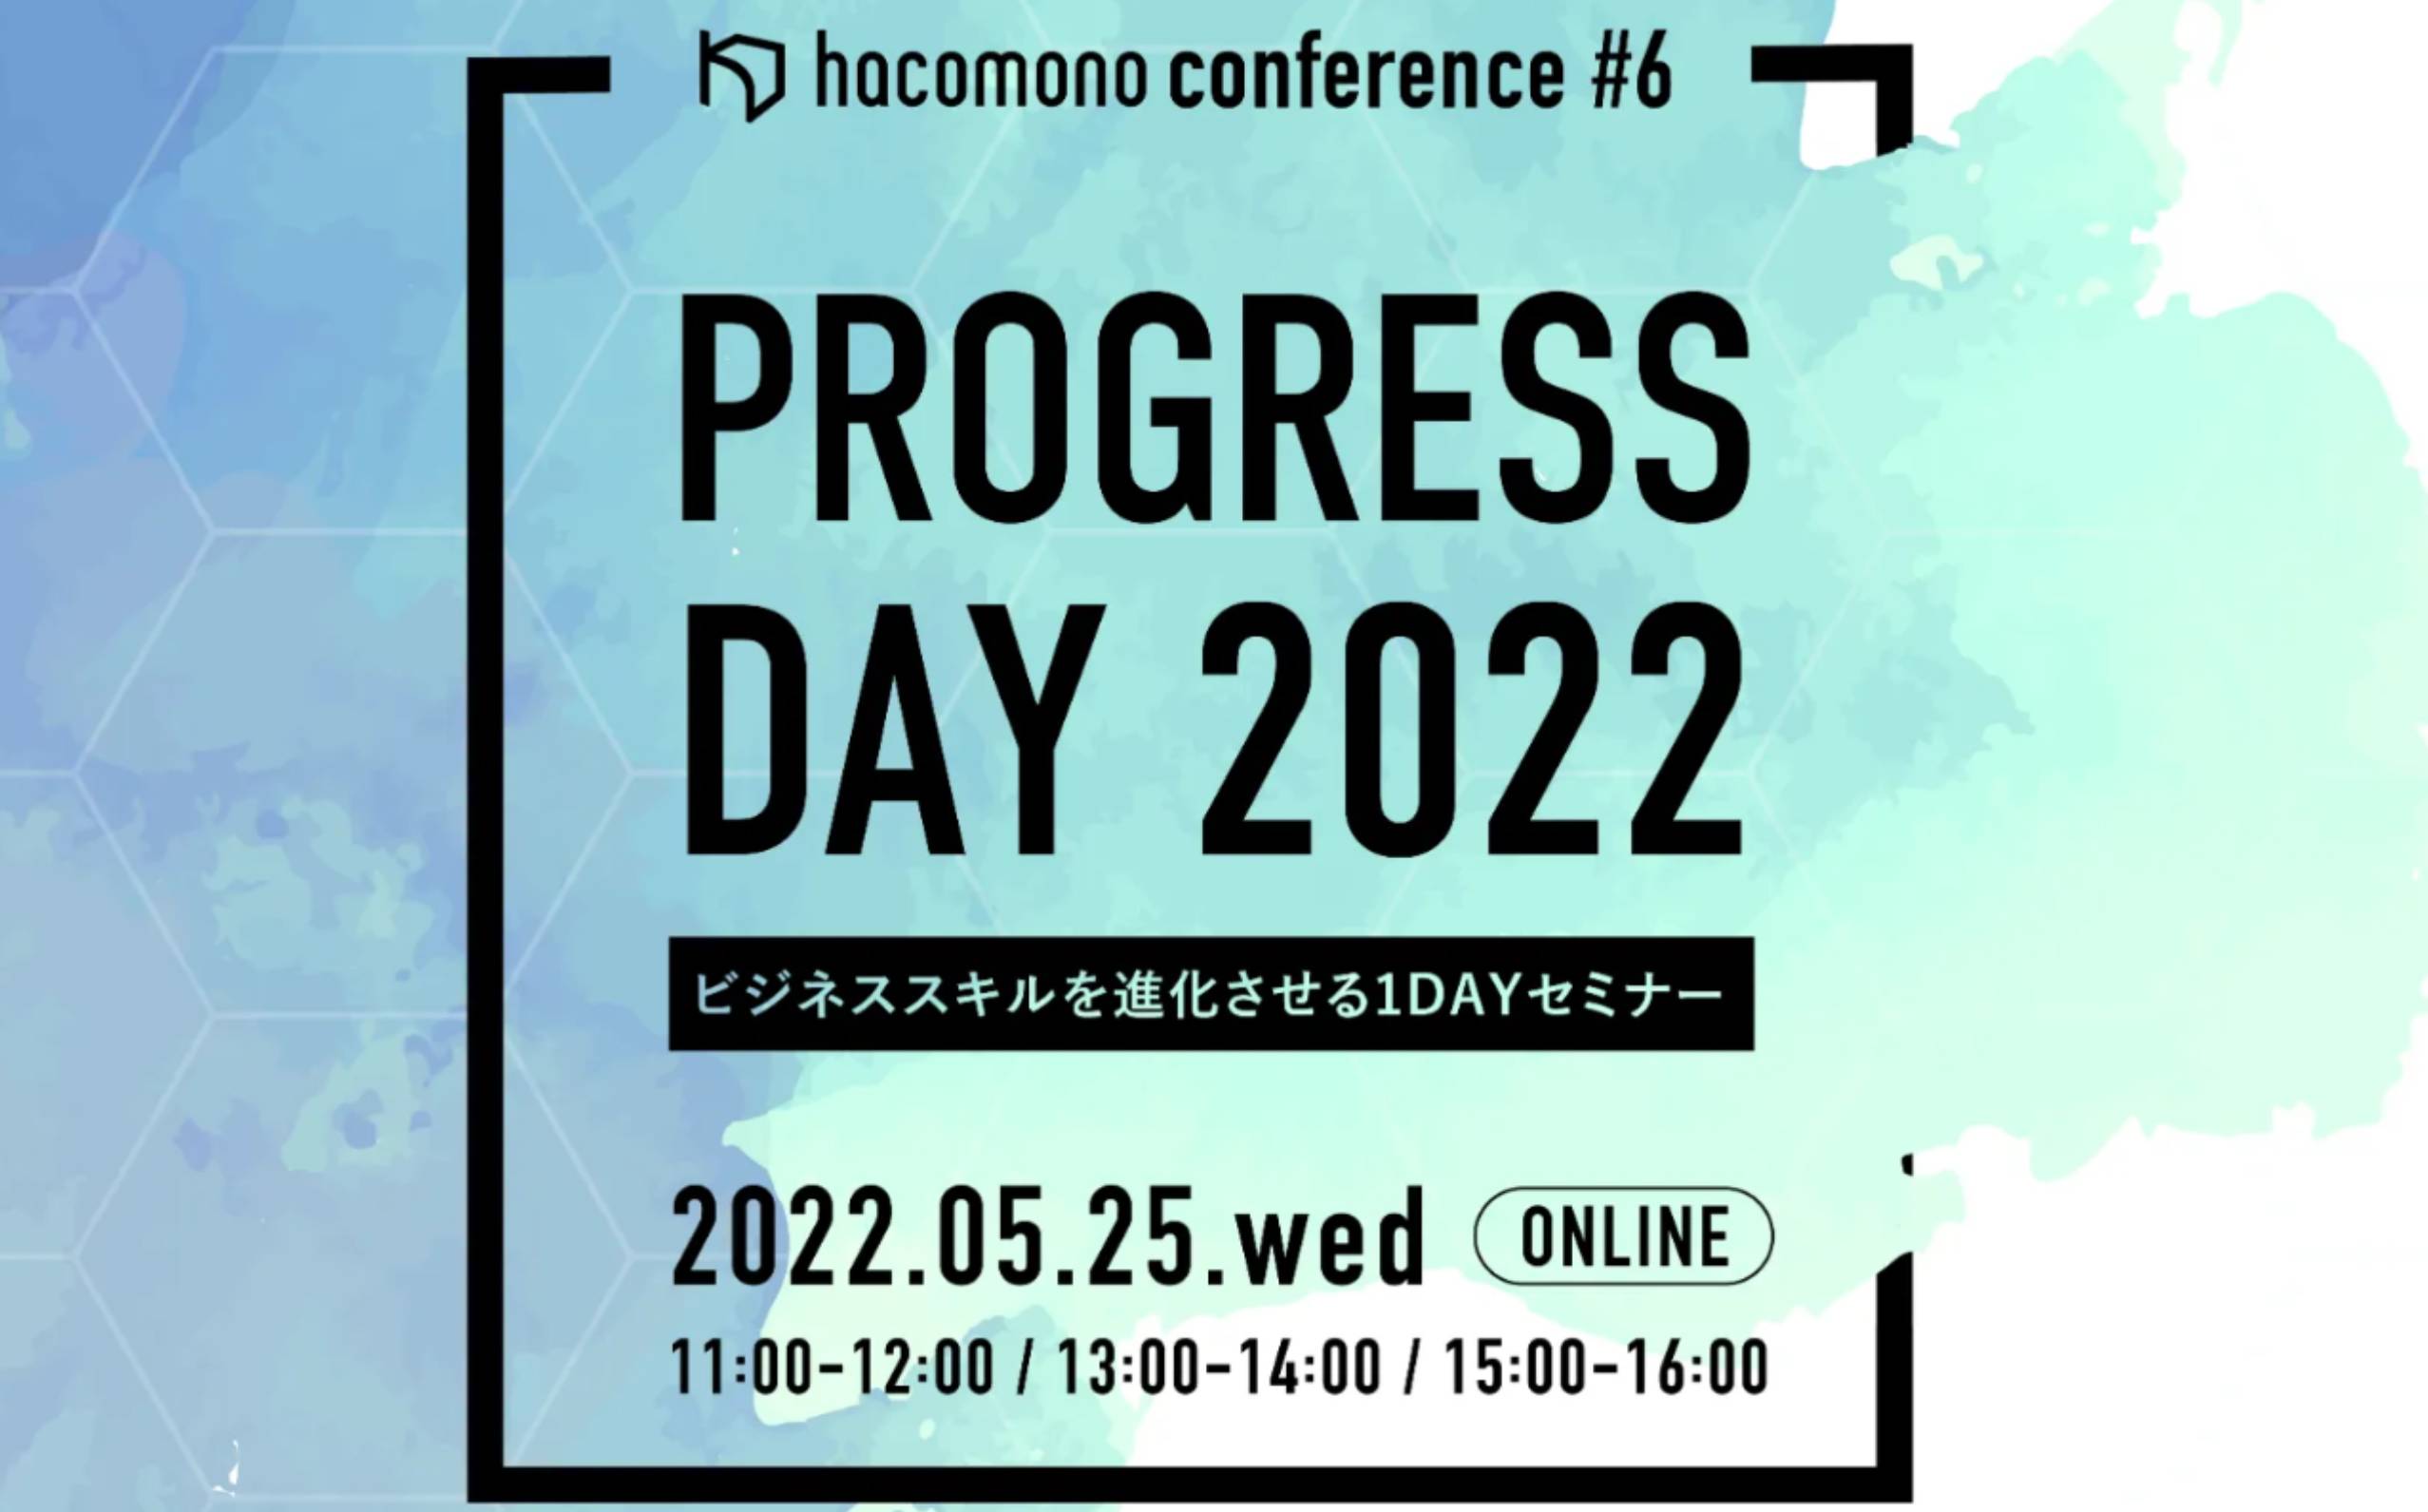 hacomono conference #6
PROGRESS
DAY 2022
ビジネススキルを進化させる1DAYセミナー
2022.05.25.wed ONLINE
11:00-12:00 / 13:00-14:00 / 15:00-16:00